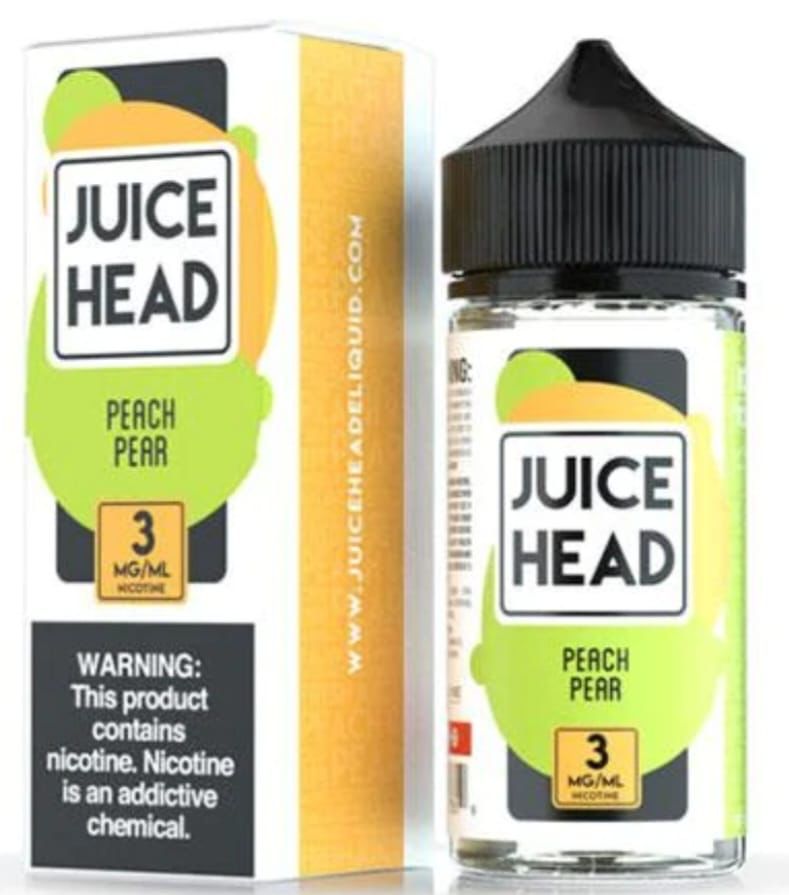 JUICE
HEAD
PEACH
PEAR
3
MG/ML
NICOTINE
WARNING:
This product
contains
nicotine. Nicotine
is an addictive
chemical.
WWW.JUICEHEADELIQUID.COM
JUICE
HEAD
PEACH
PEAR
3
MG/ML
NICOTINE